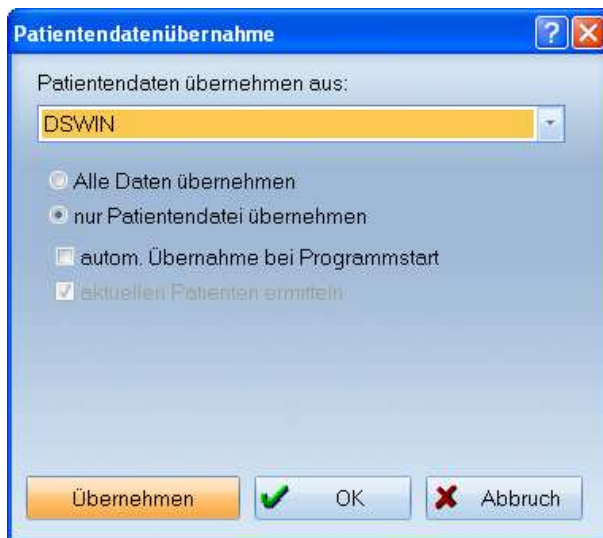 Patientendatenübernahme
Patientendaten übernehmen aus:
DSWIN
Alle Daten übernehmen
nur Patientendatei übernehmen
autom. Übernahme bei Programmstart
aktuellen Patienten ermitteln
Übernehmen OK Abbruch